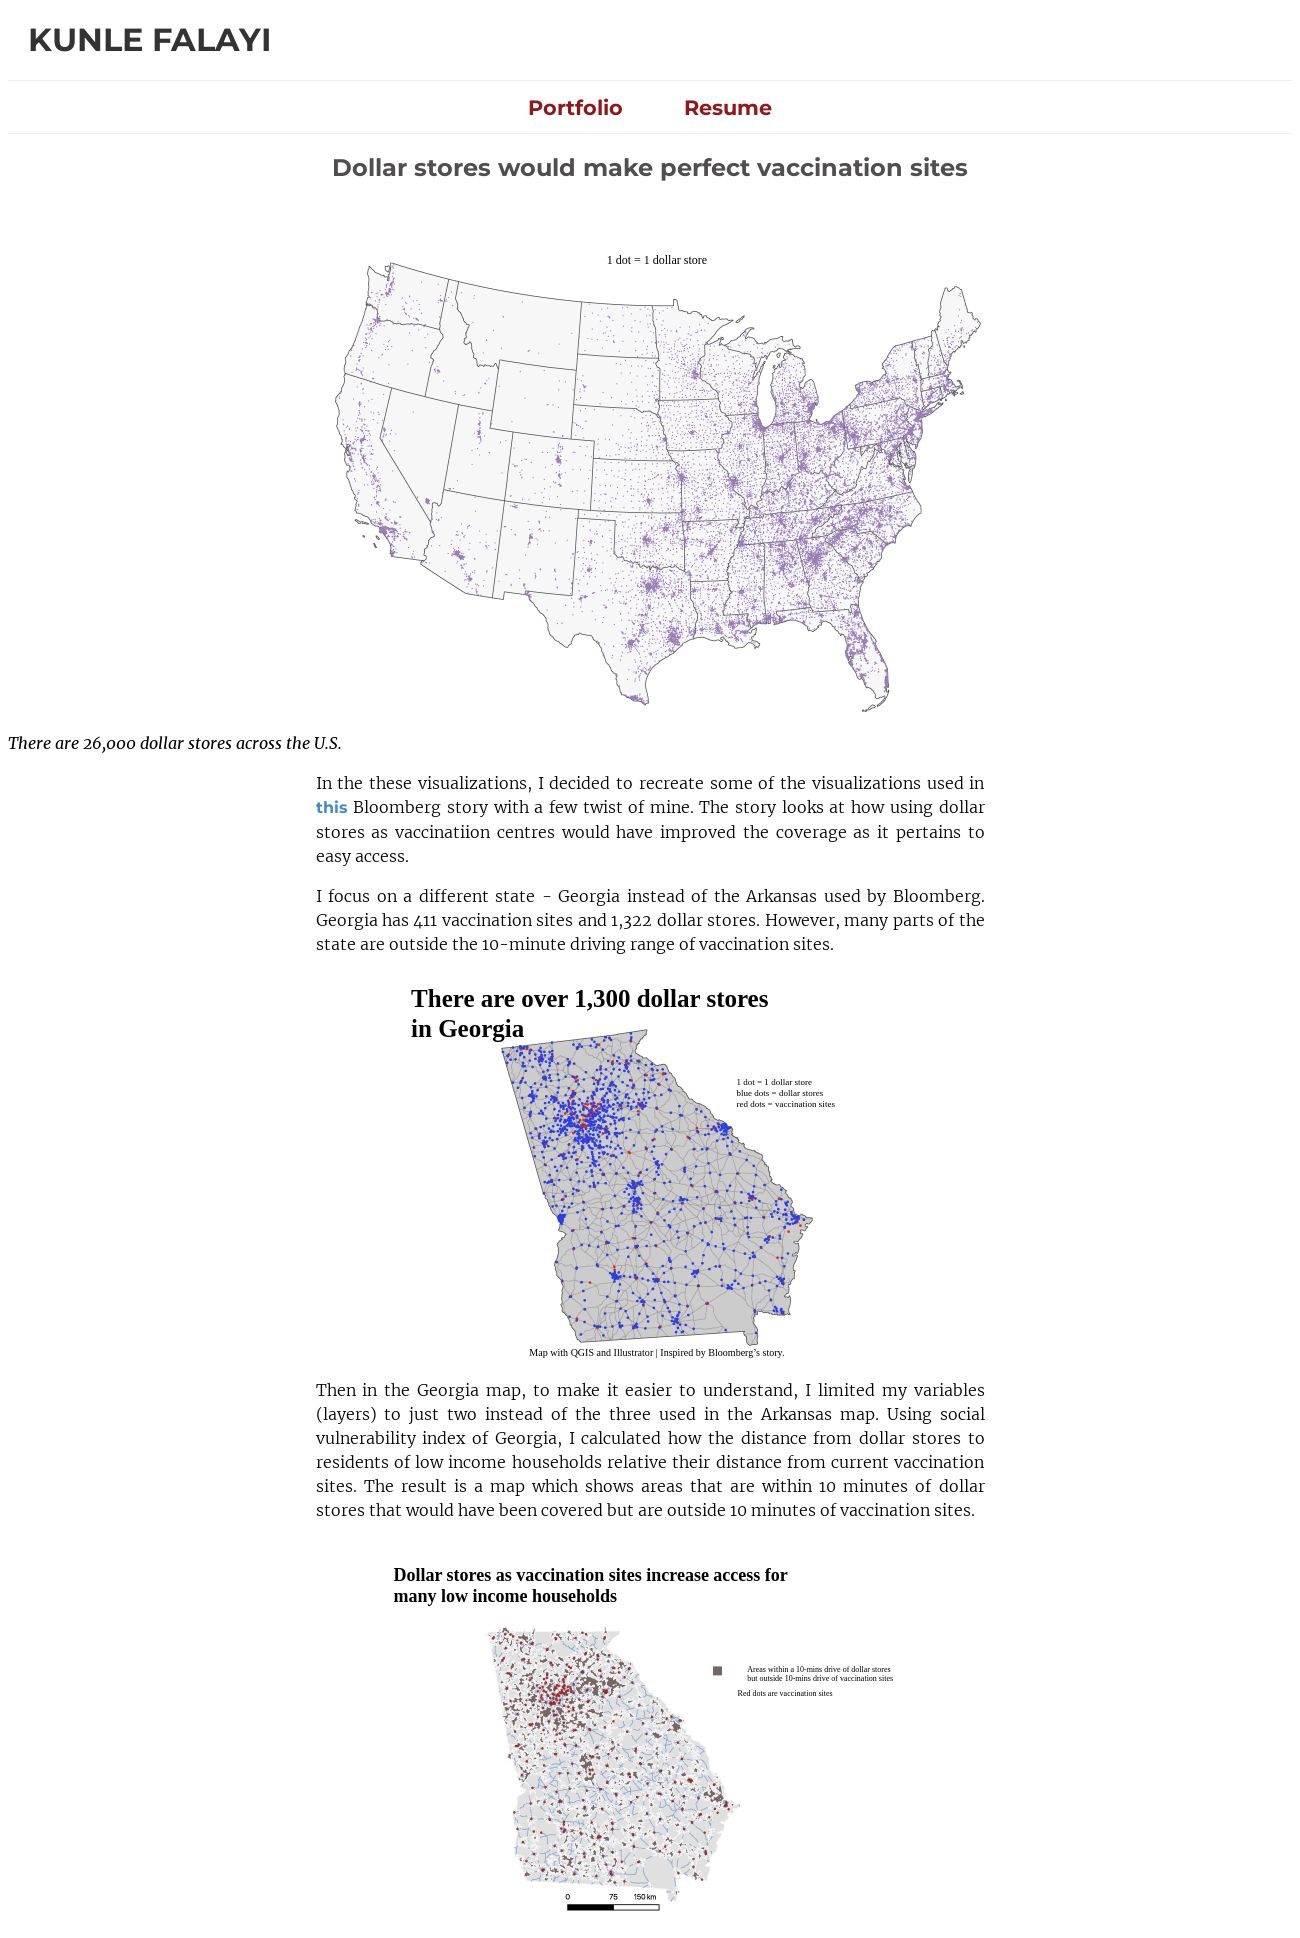 KUNLE FALAYI
Portfolio Resume
Dollar stores would make perfect vaccination sites
1 dot = 1 dollar store
There are 26,000 dollar stores across the U.S.
In the these visualizations, I decided to recreate some of the visualizations used in
this Bloomberg story with a few twist of mine. The story looks at how using dollar
stores as vaccinatiion centres would have improved the coverage as it pertains to
easy access.
I focus on a different state - Georgia instead of the Arkansas used by Bloomberg.
Georgia has 411 vaccination sites and 1,322 dollar stores. However, many parts of the
state are outside the 10-minute driving range of vaccination sites.
There are over 1,300 dollar stores
in Georgia
1 dot = 1 dollar store
blue dots = dollar stores
red dots = vaccination sites
Map with QGIS and Illustrator | Inspired by Bloomberg's story.
Then in the Georgia map, to make it easier to understand, I limited my variables
(layers) to just two instead of the three used in the Arkansas map. Using social
vulnerability index of Georgia, I calculated how the distance from dollar stores to
residents of low income households relative their distance from current vaccination
sites. The result is a map which shows areas that are within 10 minutes of dollar
stores that would have been covered but are outside 10 minutes of vaccination sites.
Dollar stores as vaccination sites increase access for
many low income households
Areas within a 10-mins drive of dollar stores
but outside 10-mins drive of vaccination sites
Red dots are vaccination sites
0 75 150 km